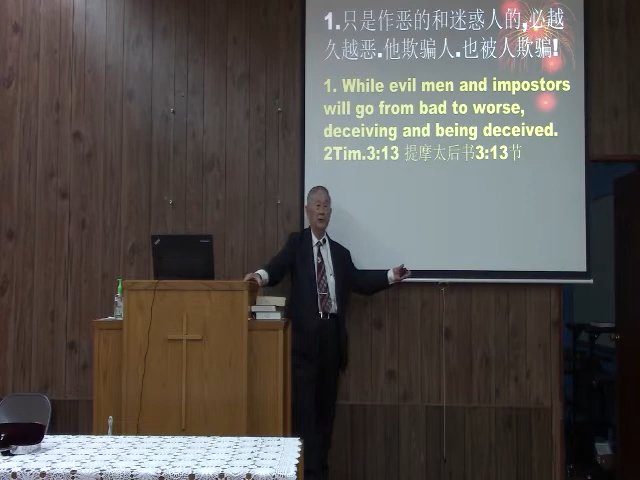 1.只是作恶的和迷惑人的,必越
久越恶.他欺骗人.也被人欺骗!
1. While evil men and impostors
will go from bad to worse,
deceiving and being deceived.
2Tim.3:13 提摩太后书3:13节